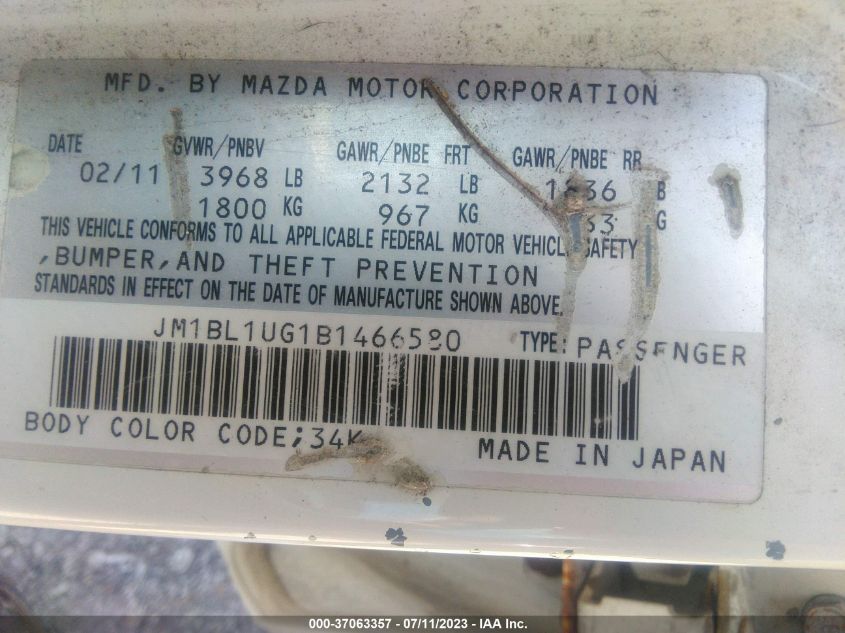 MFD. BY MAZDA MOTOR CORPORATION
DATE GVWR/PNBV GAWR/PNBE FRT GAWR/PNBE RR
02/11 3968 LB 2132 LB
1800 KG 967 KG
THIS VEHICLE CONFORMS TO ALL APPLICABLE FEDERAL MOTOR VEHICLE SAFETY
,BUMPER,AND THEFT PREVENTION
STANDARDS IN EFFECT ON THE DATE OF MANUFACTURE SHOWN ABOVE.
JM1BL1UG1B1466580 TYPE: PASSENGER
BODY COLOR CODE;34K MADE IN JAPAN
000-37063357 - 07/11/2023 - IAA Inc.